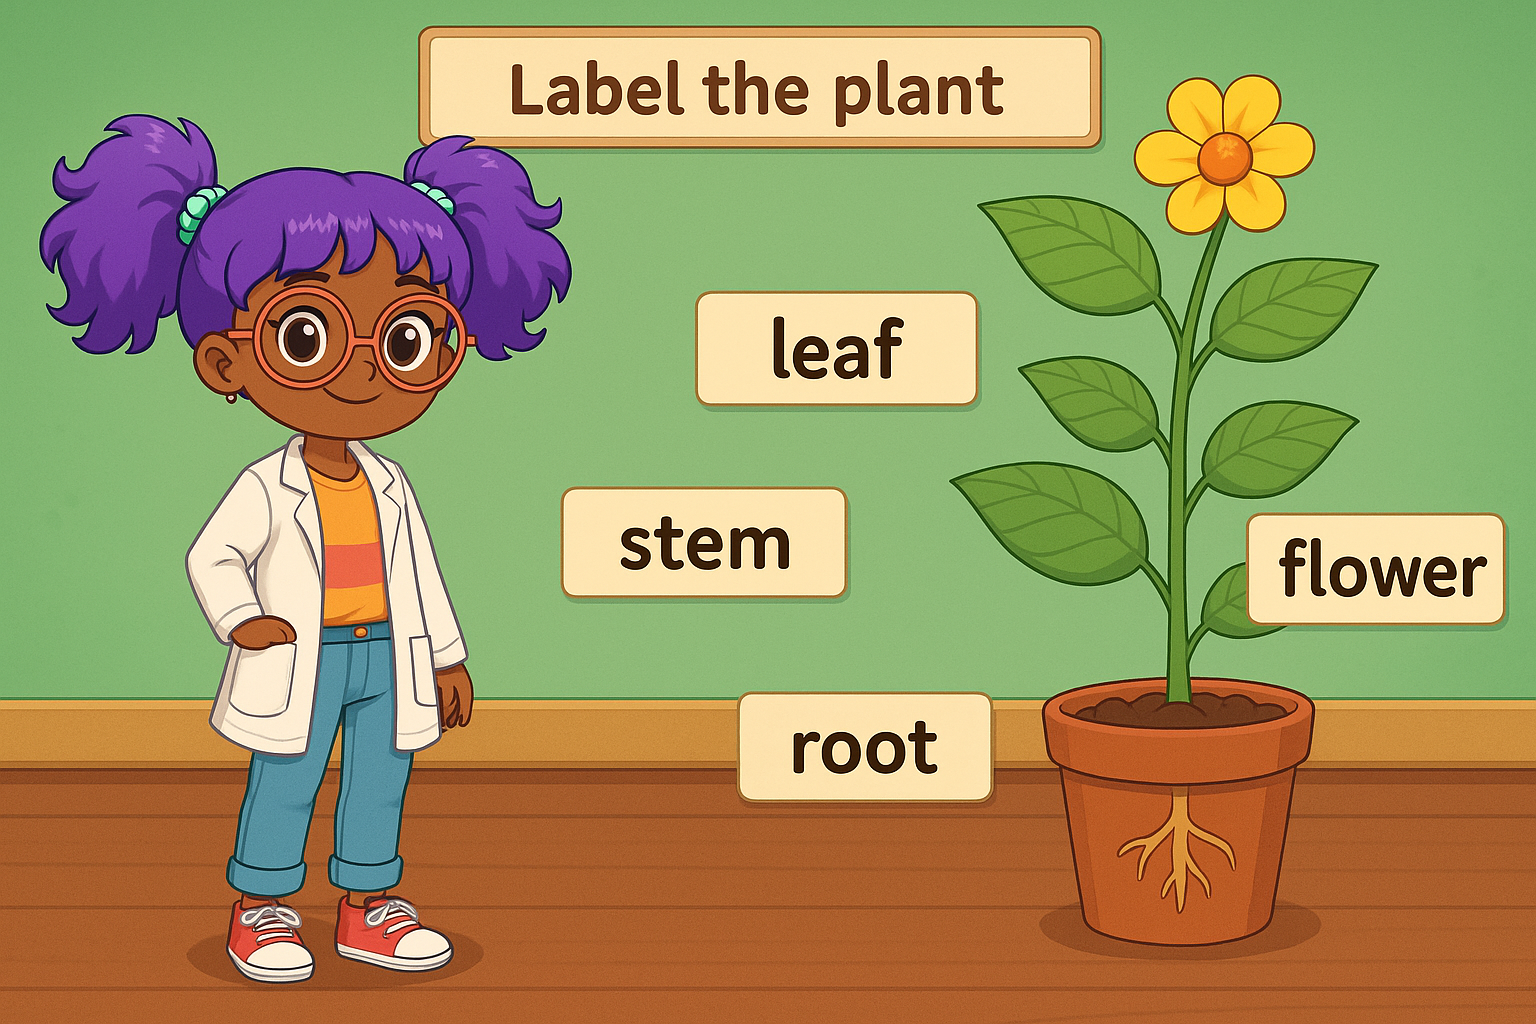 Label the plant
leaf
stem
flower
root